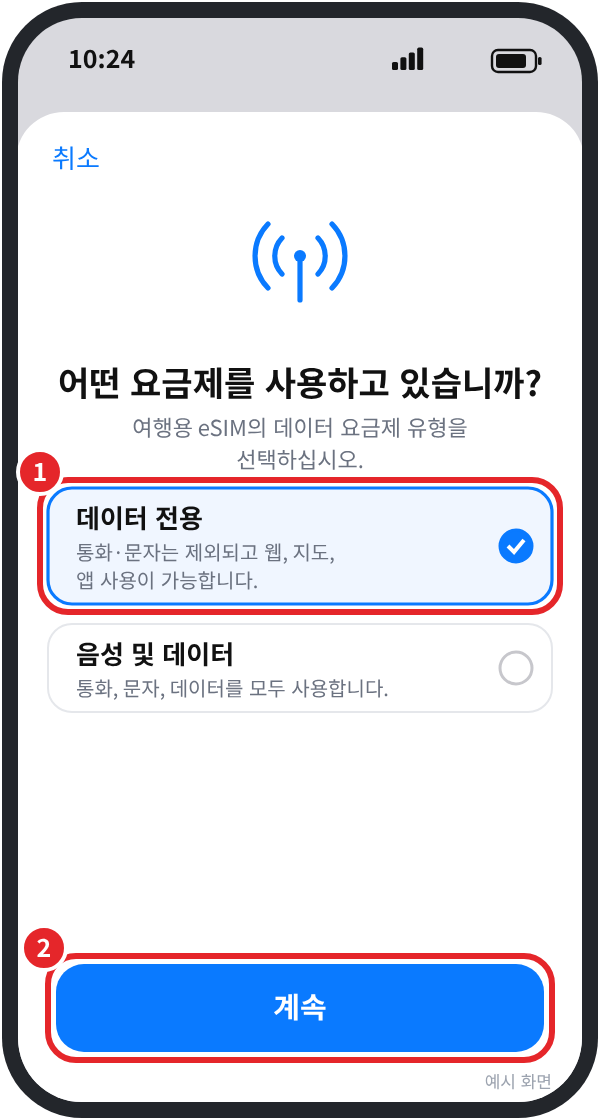 10:24
취소
어떤 요금제를 사용하고 있습니까?
여행용 eSIM의 데이터 요금제 유형을
선택하십시오.
1
데이터 전용
통화·문자는 제외되고 웹, 지도,
앱 사용이 가능합니다.
음성 및 데이터
통화, 문자, 데이터를 모두 사용합니다.
2
계속
예시 화면